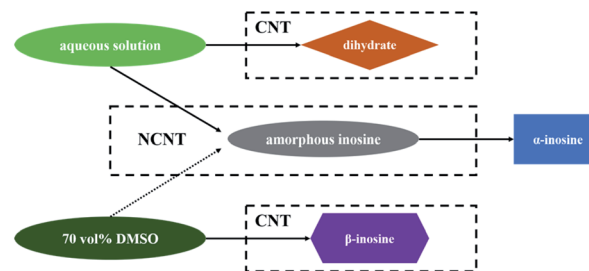 CNT
aqueous solution
dihydrate
NCNT
amorphous inosine
α-inosine
CNT
70 vol% DMSO
β-inosine